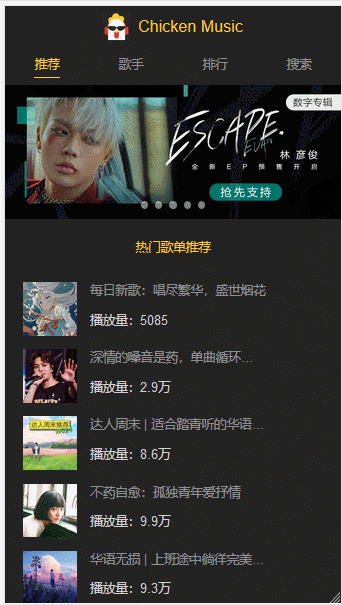 Chicken Music
推荐 歌手 排行 搜索
数字专辑
ESCAPE.
EVAN
林彦俊
全新EP预售开启
抢先支持
热门歌单推荐
每日新歌：唱尽繁华，盛世烟花
播放量：5085
深情的嗓音是药，单曲循环...
播放量：2.9万
达人周末推荐
达人周末 | 适合踏青听的华语...
播放量：8.6万
不药自愈：孤独青年爱抒情
播放量：9.9万
华语无损 | 上班途中徜徉完美...
播放量：9.3万